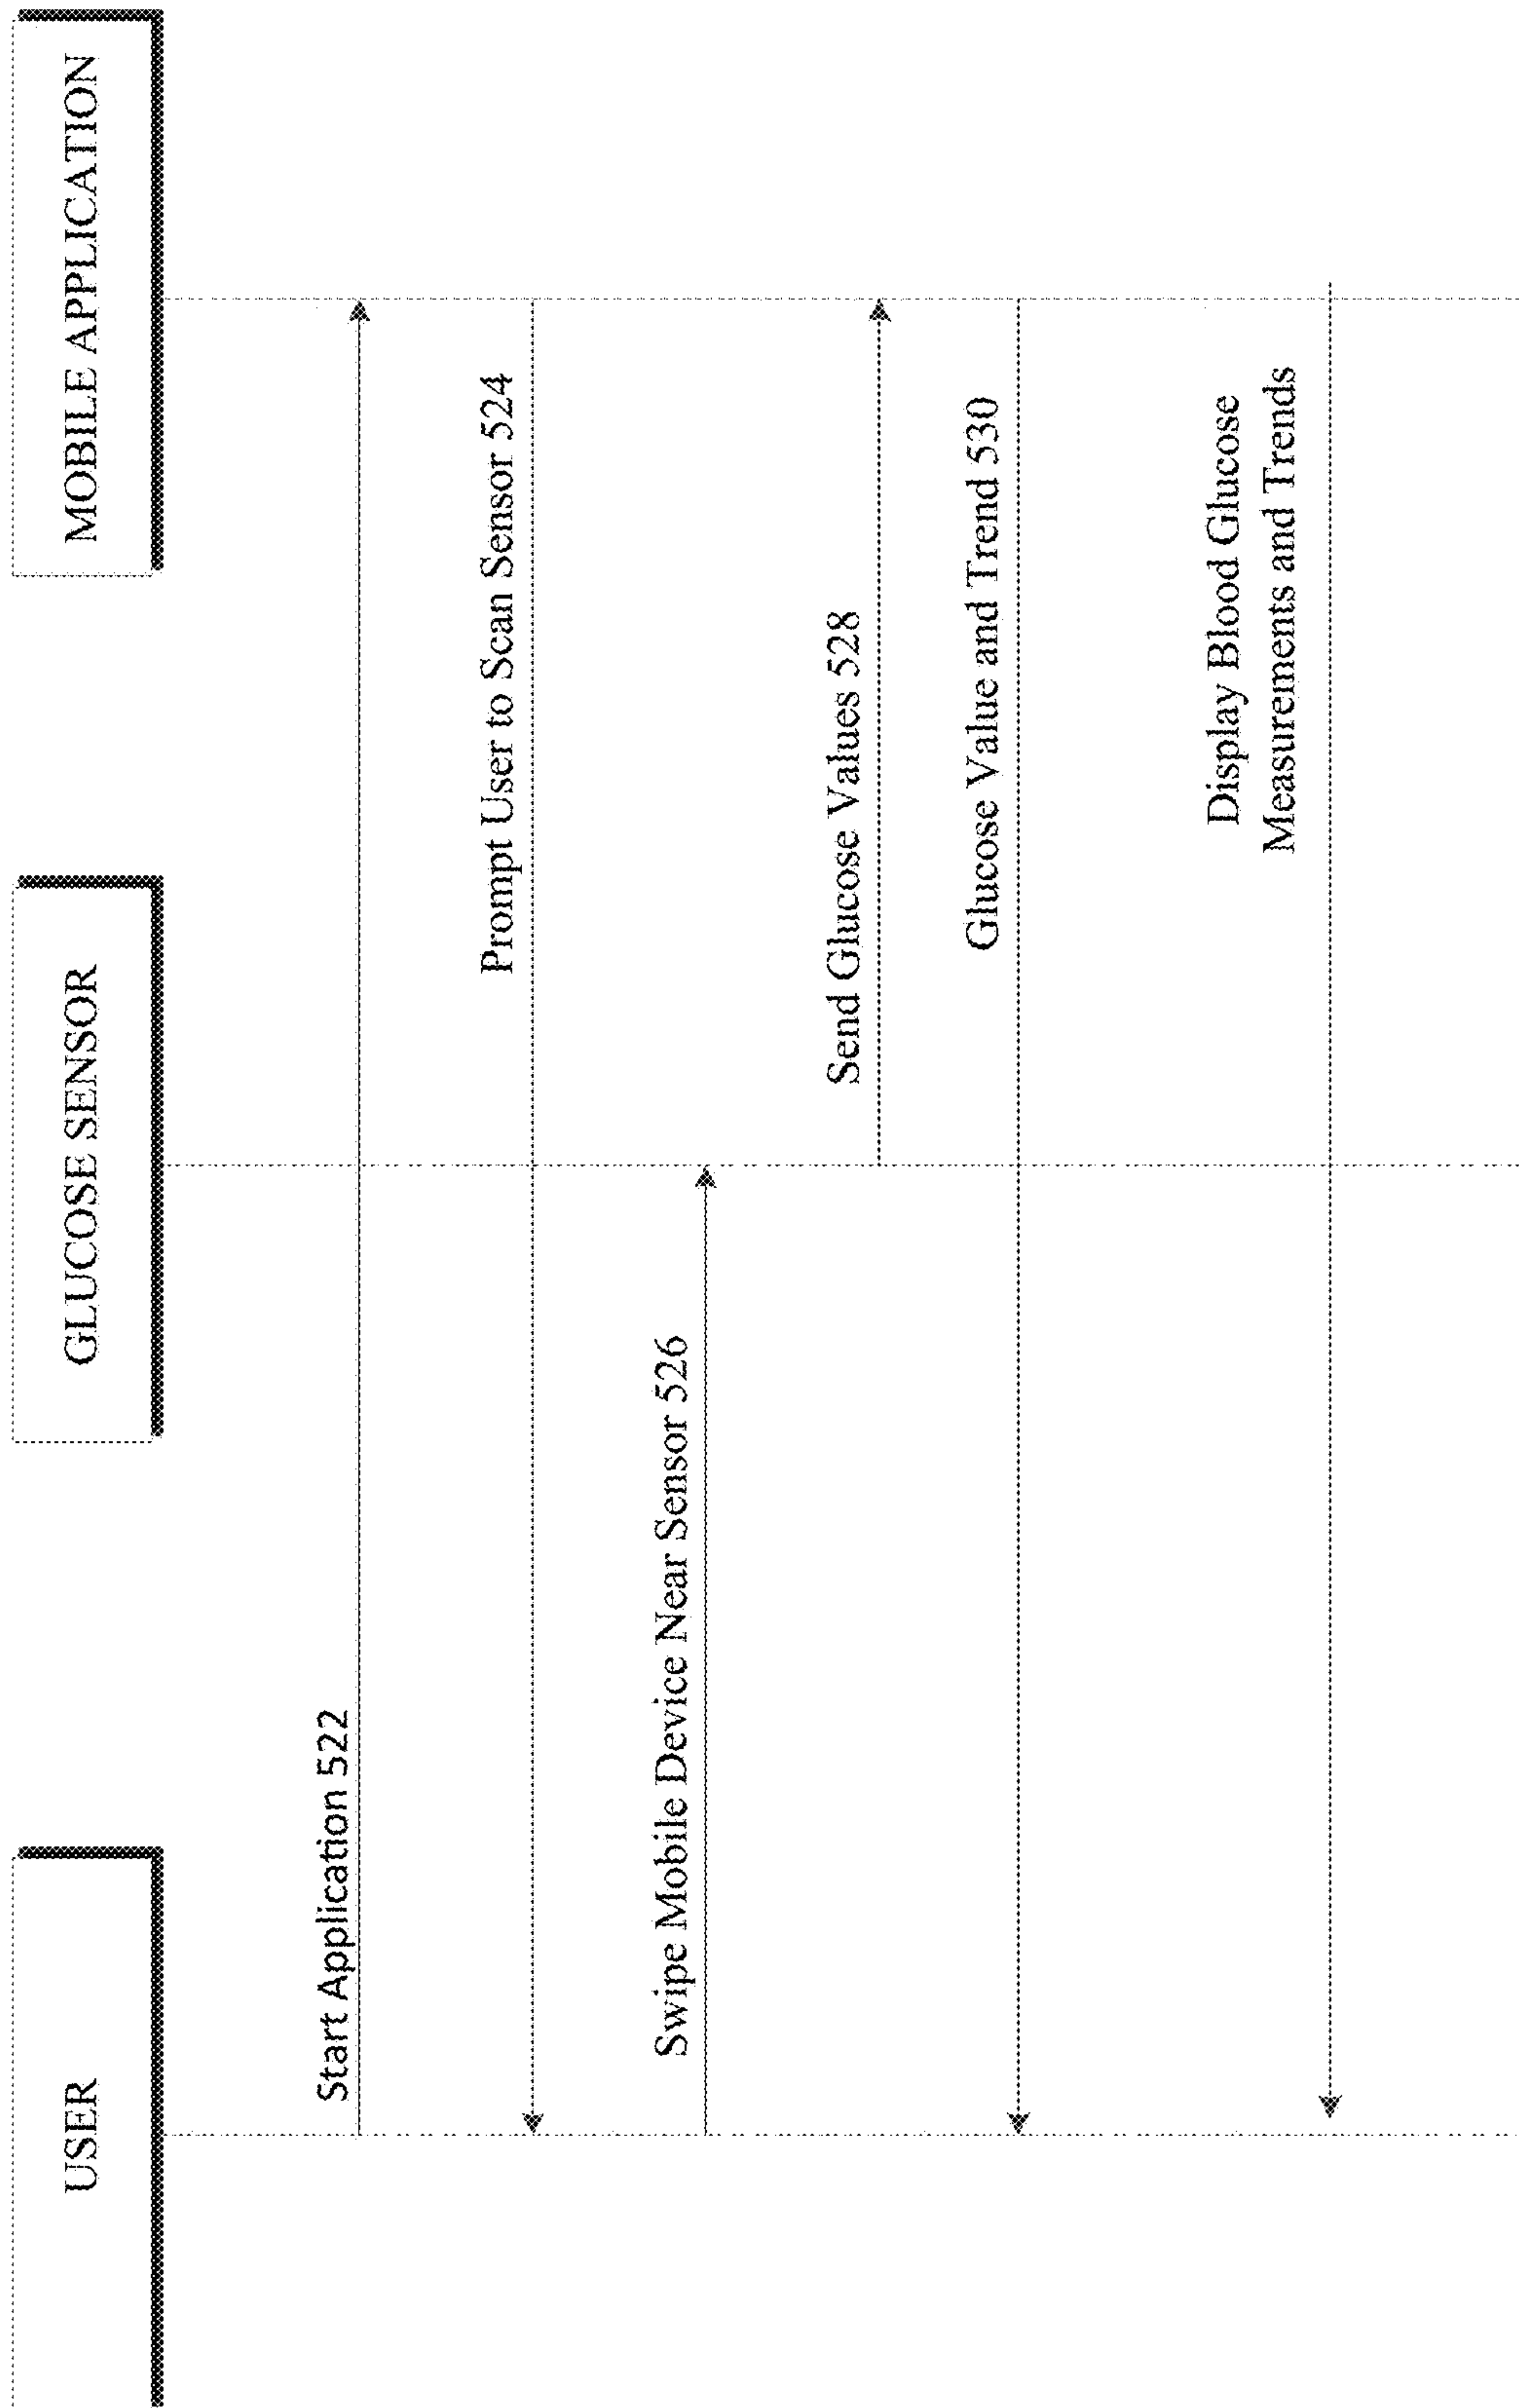 USER
GLUCOSE SENSOR
MOBILE APPLICATION
Start Application 522
Prompt User to Scan Sensor 524
Swipe Mobile Device Near Sensor 526
Send Glucose Values 528
Glucose Value and Trend 530
Display Blood Glucose
Measurements and Trends